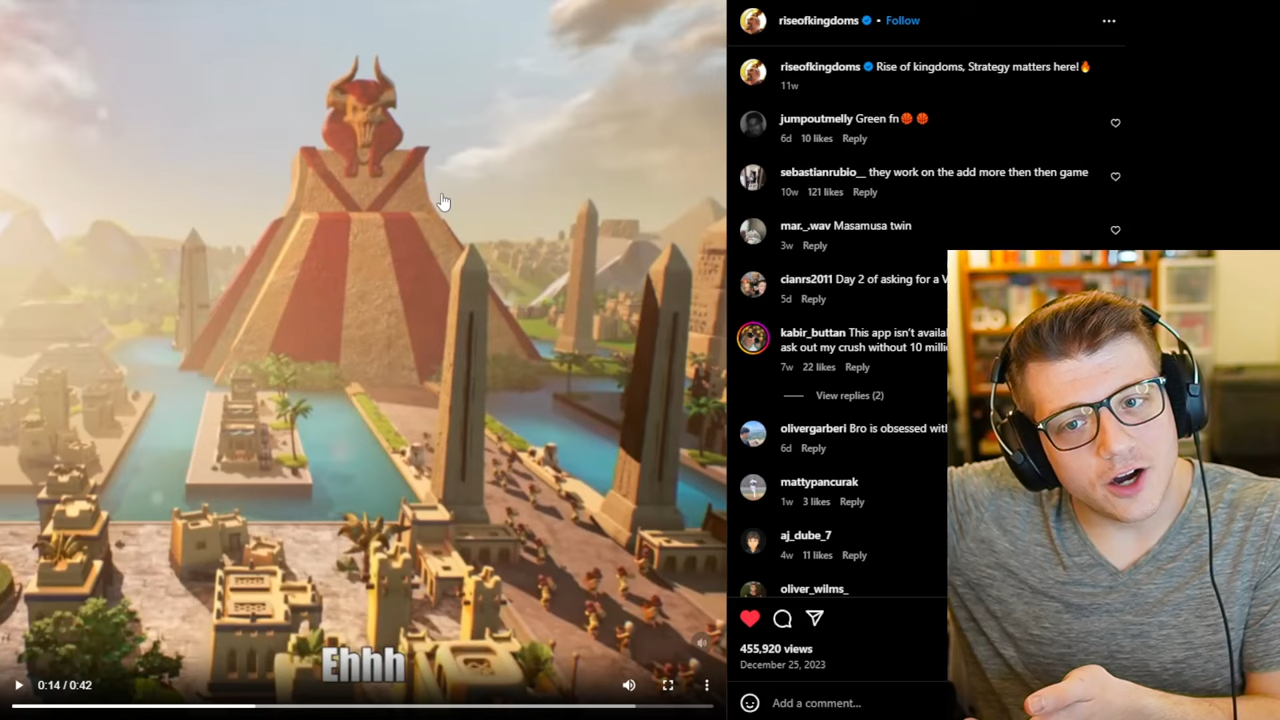 riseofkingdoms • Follow
riseofkingdoms Rise of kingdoms, Strategy matters here!🔥
11w
jumpoutmelly Green fn🏀 🏀
6d 10 likes Reply
sebastianrubio__ they work on the add more then then game
10w 121 likes Reply
mar._.wav Masamusa twin
3w Reply
cianrs2011 Day 2 of asking for a V
5d Reply
kabir_buttan This app isn’t availab
ask out my crush without 10 milli
7w 22 likes Reply
View replies (2)
olivergarberi Bro is obsessed with
6d Reply
mattypancurak
1w 3 likes Reply
aj_dube_7
4w 11 likes Reply
oliver_wilms_
455,920 views
December 25, 2023
Add a comment...
Ehhh
0:14 / 0:42